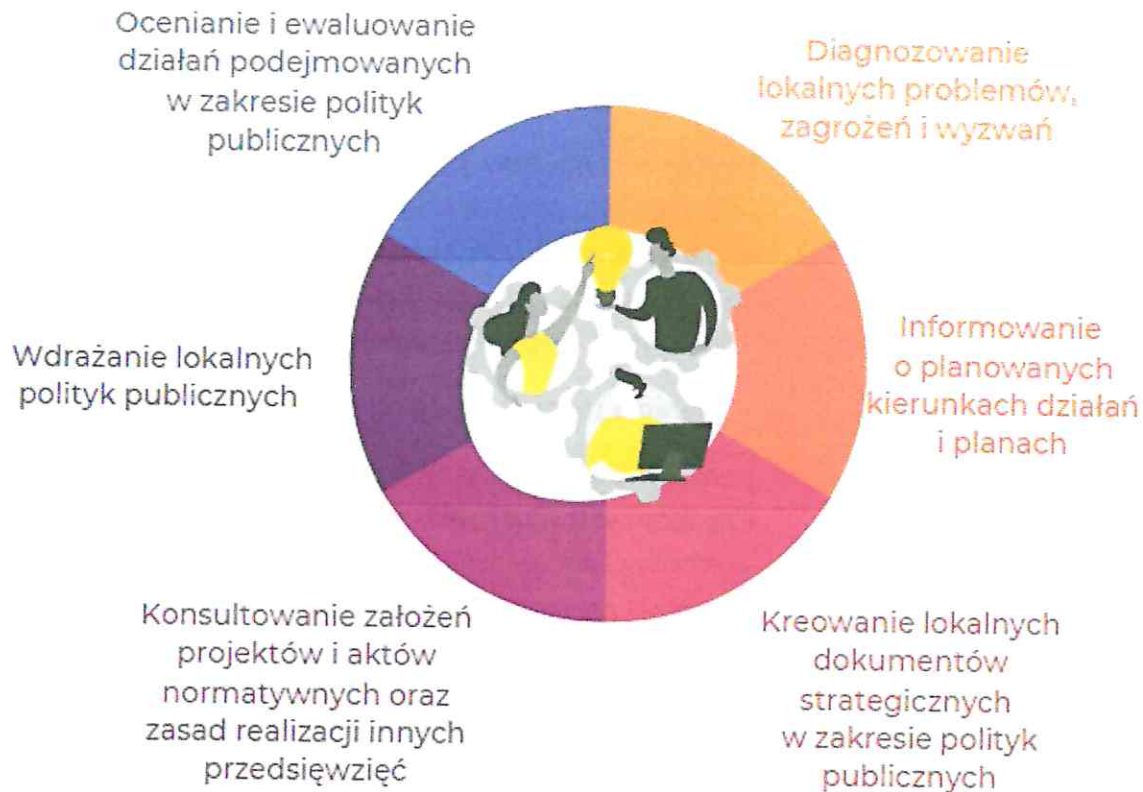 Ocenianie i ewaluowanie
działań podejmowanych
w zakresie polityk
publicznych
Diagnozowanie
lokalnych problemów,
zagrożeń i wyzwań
Informowanie
o planowanych
kierunkach działań
i planach
Kreowanie lokalnych
dokumentów
strategicznych
w zakresie polityk
publicznych
Konsultowanie założeń
projektów i aktów
normatywnych oraz
zasad realizacji innych
przedsięwzięć
Wdrażanie lokalnych
polityk publicznych